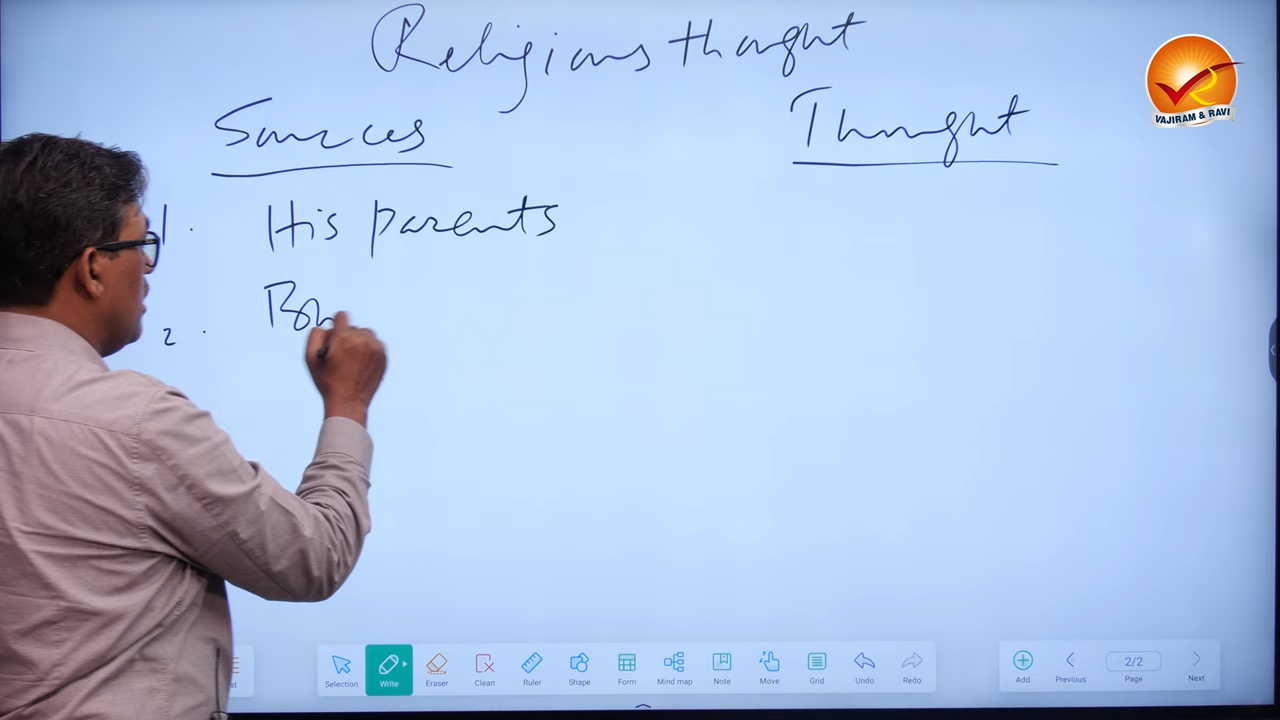 Religious thought
Sources
Thought
VAJIRAM & RAVI
1. His parents
2.
Selection
Write
Eraser
Clean
Ruler
Shape
Form
Mind map
Note
Move
Grid
Undo
Redo
Add
Previous
2/2
Page
Next